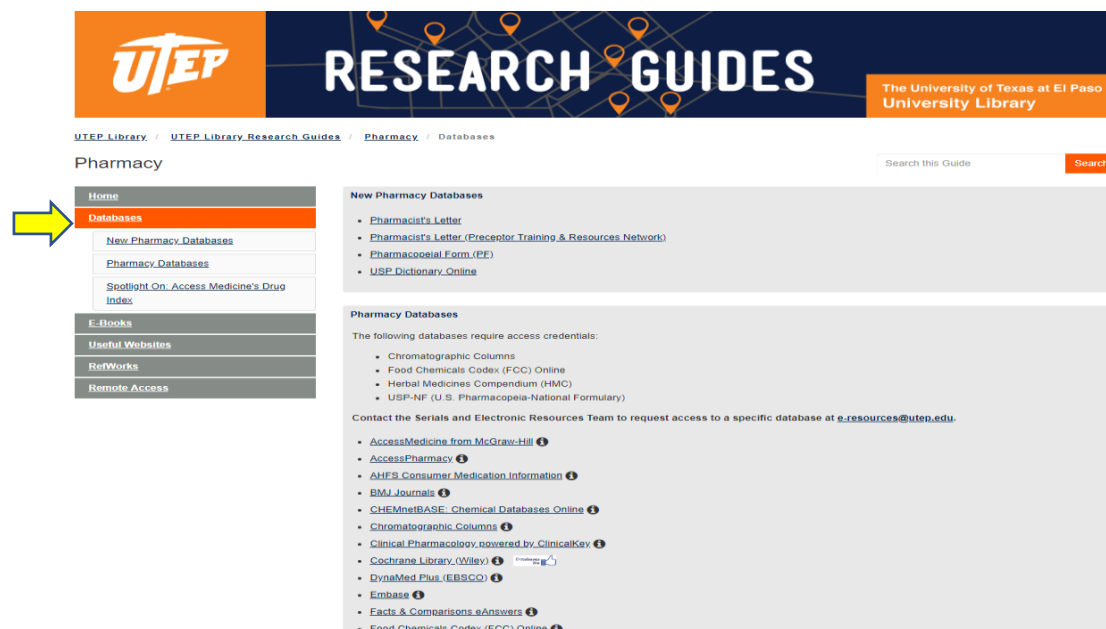 UTEP
RESEARCH GUIDES
The University of Texas at El Paso
University Library
UTEP Library / UTEP Library Research Guides / Pharmacy / Databases
Pharmacy
Search this Guide
Search
Home
Databases
New Pharmacy Databases
Pharmacy Databases
Spotlight On: Access Medicine's Drug
Index
E-Books
Useful Websites
RefWorks
Remote Access
New Pharmacy Databases
• Pharmacist's Letter
• Pharmacist's Letter (Preceptor Training & Resources Network)
• Pharmacopeial Form (PF)
• USP Dictionary Online
Pharmacy Databases
The following databases require access credentials:
• Chromatographic Columns
• Food Chemicals Codex (FCC) Online
• Herbal Medicines Compendium (HMC)
• USP-NF (U.S. Pharmacopeia-National Formulary)
Contact the Serials and Electronic Resources Team to request access to a specific database at e-resources@utep.edu.
• AccessMedicine from McGraw-Hill
• AccessPharmacy
• AHFS Consumer Medication Information
• BMJ Journals
• CHEMnetBASE: Chemical Databases Online
• Chromatographic Columns
• Clinical Pharmacology powered by ClinicalKey
• Cochrane Library (Wiley)
• DynaMed Plus (EBSCO)
• Embase
• Facts & Comparisons eAnswers
• Food Chemicals Codex (FCC) Online